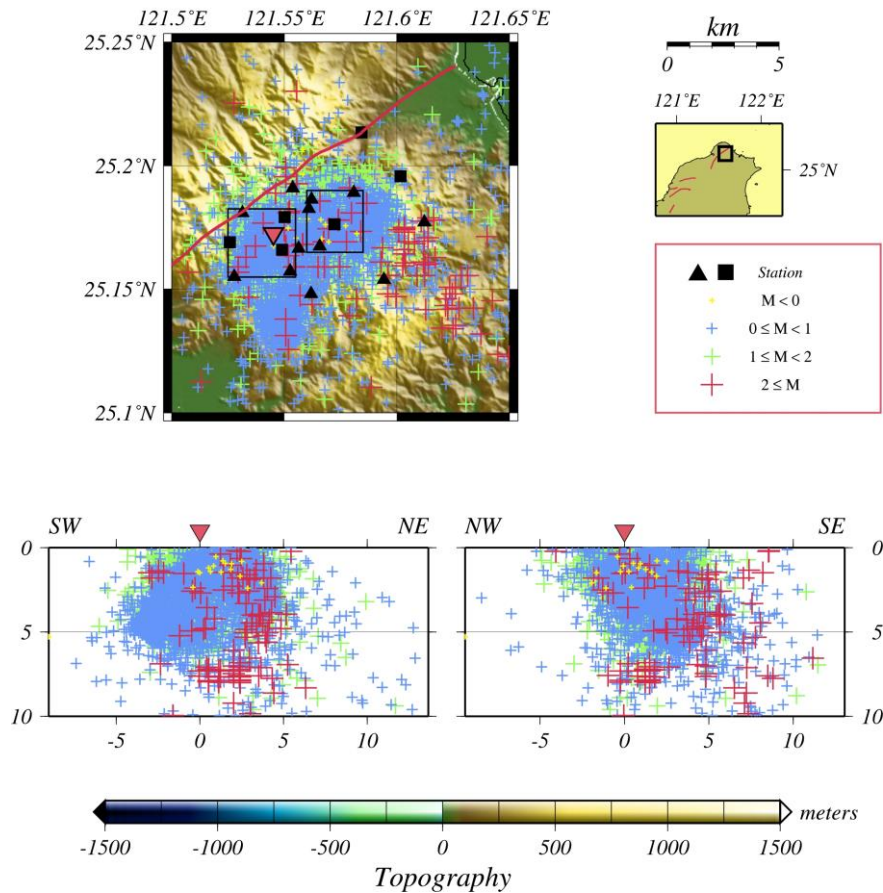 121.5˚E 121.55˚E 121.6˚E 121.65˚E
25.25˚N
25.2˚N
25.15˚N
25.1˚N
km
0 5
121˚E 122˚E
25˚N
Station
M < 0
0 ≤ M < 1
1 ≤ M < 2
2 ≤ M
SW NE
0
5
10
-5 0 5 10
NW SE
0
5
10
-5 0 5 10
meters
-1500 -1000 -500 0 500 1000 1500
Topography